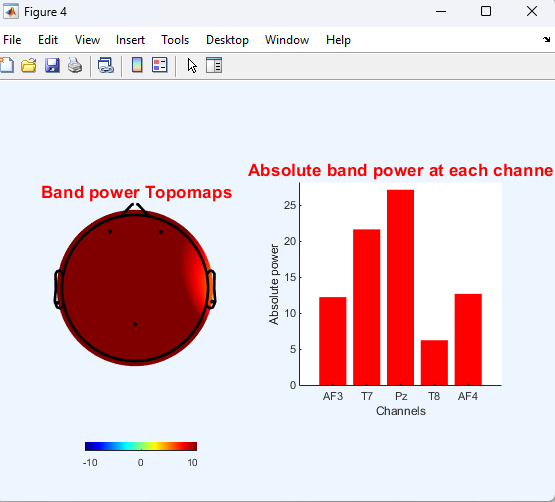 Figure 4
File Edit View Insert Tools Desktop Window Help
Band power Topomaps
-10 0 10
Absolute band power at each channe
Absolute power
25
20
15
10
5
0
AF3 T7 Pz T8 AF4
Channels